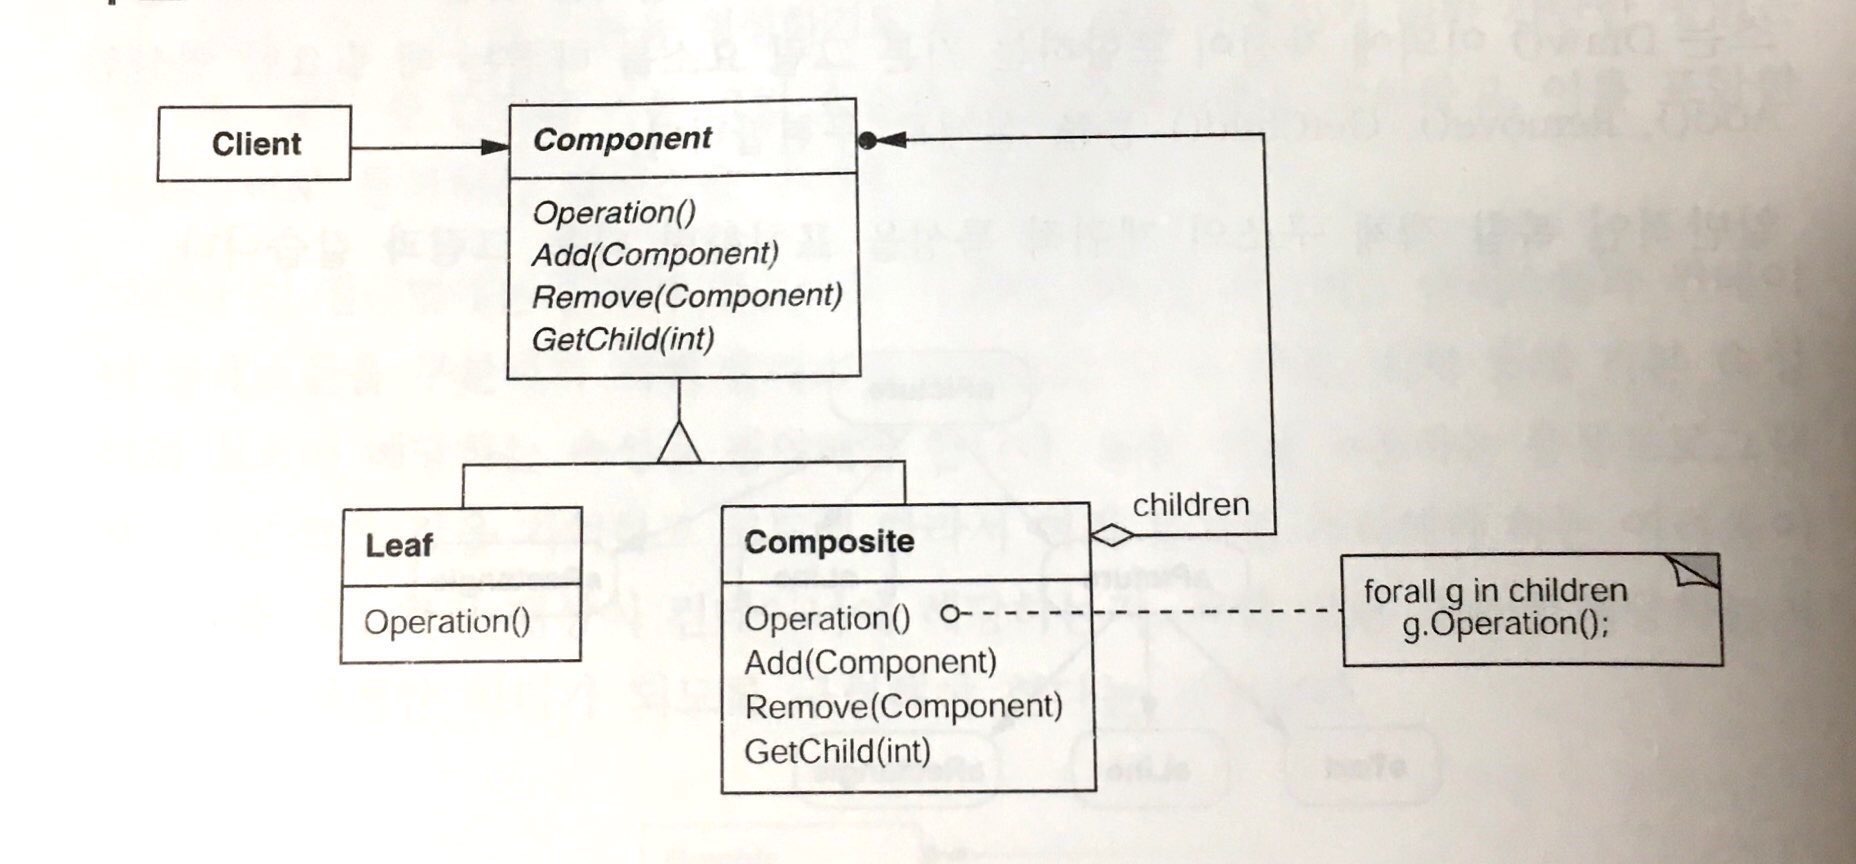 Client
Component
Operation()
Add(Component)
Remove(Component)
GetChild(int)
Leaf
Operation()
Composite
Operation()
Add(Component)
Remove(Component)
GetChild(int)
children
forall g in children
g.Operation();